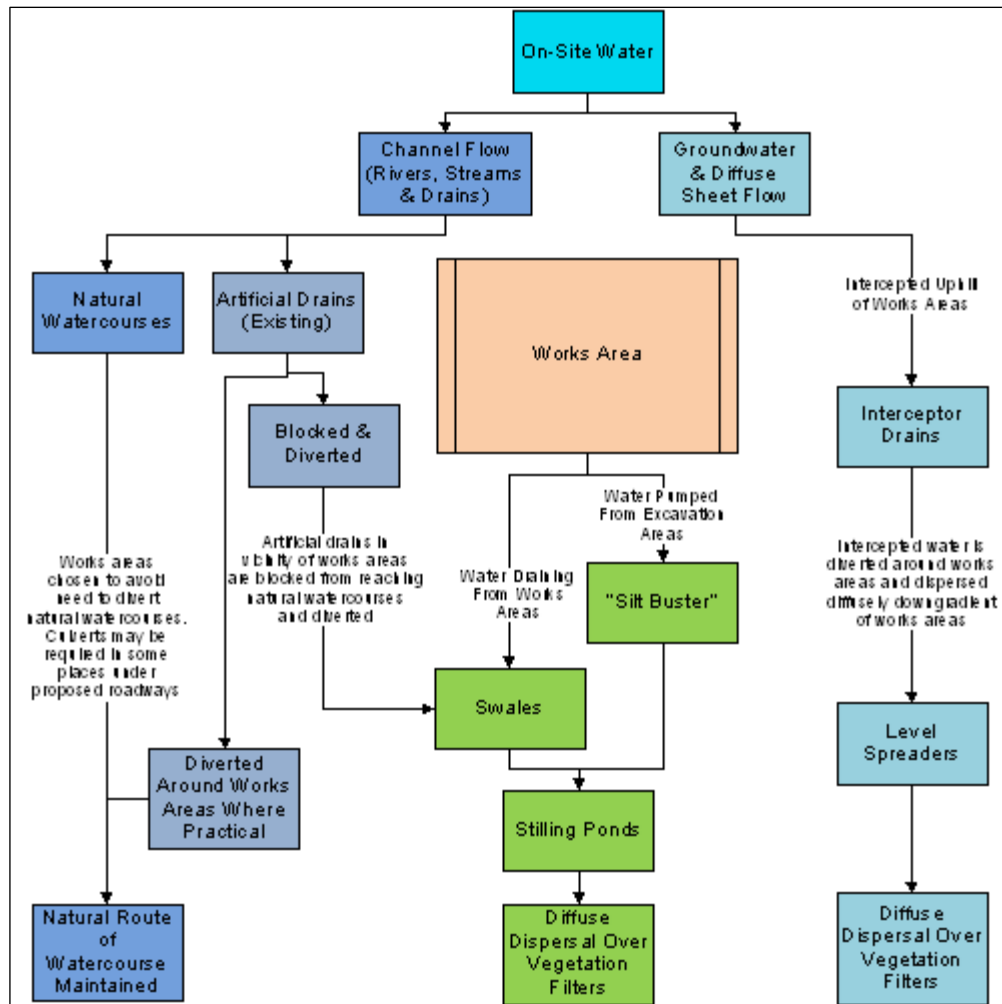 On-Site Water
Channel Flow
(Rivers, Streams
& Drains)
Groundwater
& Diffuse
Sheet Flow
Natural
Watercourses
Artificial Drains
(Existing)
Works Area
Intercepted Uphill
of Works Areas
Blocked &
Diverted
Interceptor
Drains
Water Pumped
From Excavation
Areas
Works areas
chosen to avoid
need to divert
natural watercourses.
Culverts may be
required in some
places under
proposed roadways
Artificial drains in
vicinity of works areas
are blocked from reaching
natural watercourses
and diverted
Water Draining
From Works
Areas
"Silt Buster"
Intercepted water is
diverted around works
areas and dispersed
diffusely downgradient
of works areas
Swales
Level
Spreaders
Diverted
Around Works
Areas Where
Practical
Stilling Ponds
Natural Route
of
Watercourse
Maintained
Diffuse
Dispersal Over
Vegetation
Filters
Diffuse
Dispersal Over
Vegetation
Filters